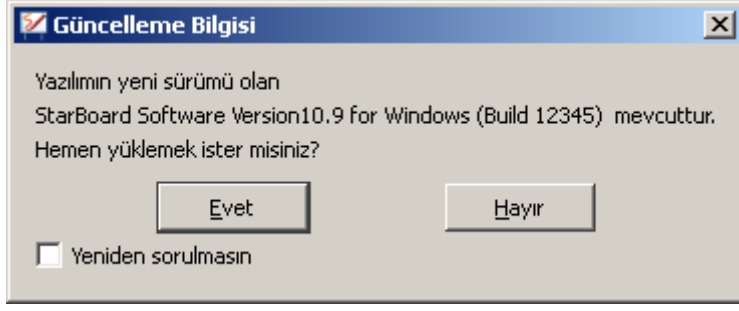 Güncelleme Bilgisi
Yazılımın yeni sürümü olan
StarBoard Software Version10.9 for Windows (Build 12345)  mevcuttur.
Hemen yüklemek ister misiniz?
Evet Hayır
Yeniden sorulmasın